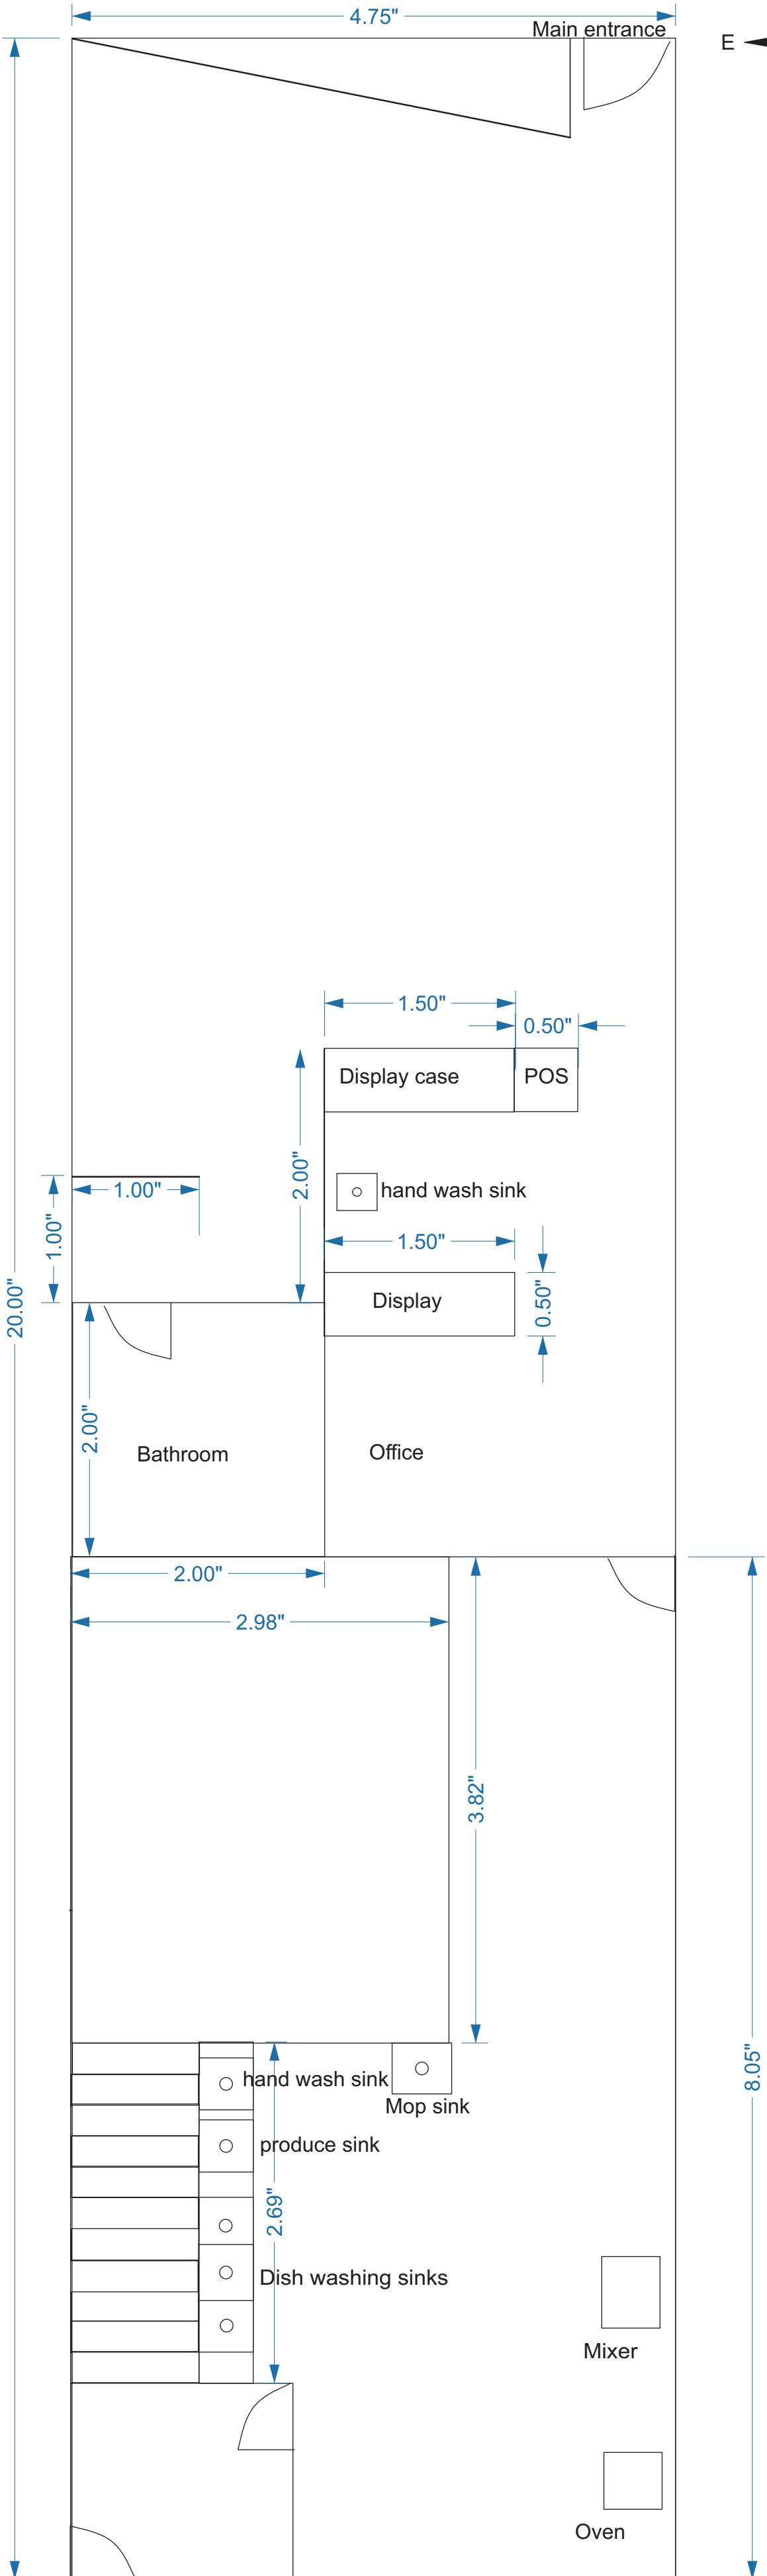 4.75"
Main entrance
E
1.50"
0.50"
Display case
POS
2.00"
1.00"
hand wash sink
1.00"
1.50"
20.00"
Display
0.50"
2.00"
Bathroom
Office
2.00"
2.98"
3.82"
8.05"
hand wash sink
Mop sink
produce sink
2.69"
Dish washing sinks
Mixer
Oven